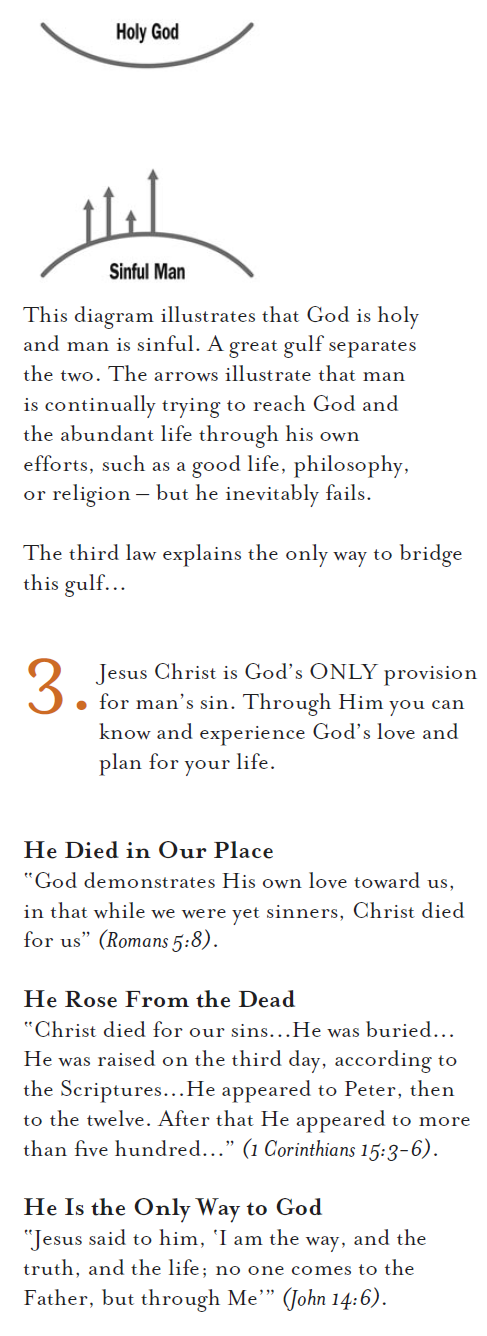 Holy God
Sinful Man
This diagram illustrates that God is holy
and man is sinful. A great gulf separates
the two. The arrows illustrate that man
is continually trying to reach God and
the abundant life through his own
efforts, such as a good life, philosophy,
or religion – but he inevitably fails.
The third law explains the only way to bridge
this gulf...
3. Jesus Christ is God's ONLY provision
for man's sin. Through Him you can
know and experience God's love and
plan for your life.
He Died in Our Place
"God demonstrates His own love toward us,
in that while we were yet sinners, Christ died
for us" (Romans 5:8).
He Rose From the Dead
"Christ died for our sins...He was buried...
He was raised on the third day, according to
the Scriptures...He appeared to Peter, then
to the twelve. After that He appeared to more
than five hundred..." (1 Corinthians 15:3-6).
He Is the Only Way to God
"Jesus said to him, 'I am the way, and the
truth, and the life; no one comes to the
Father, but through Me'" (John 14:6).